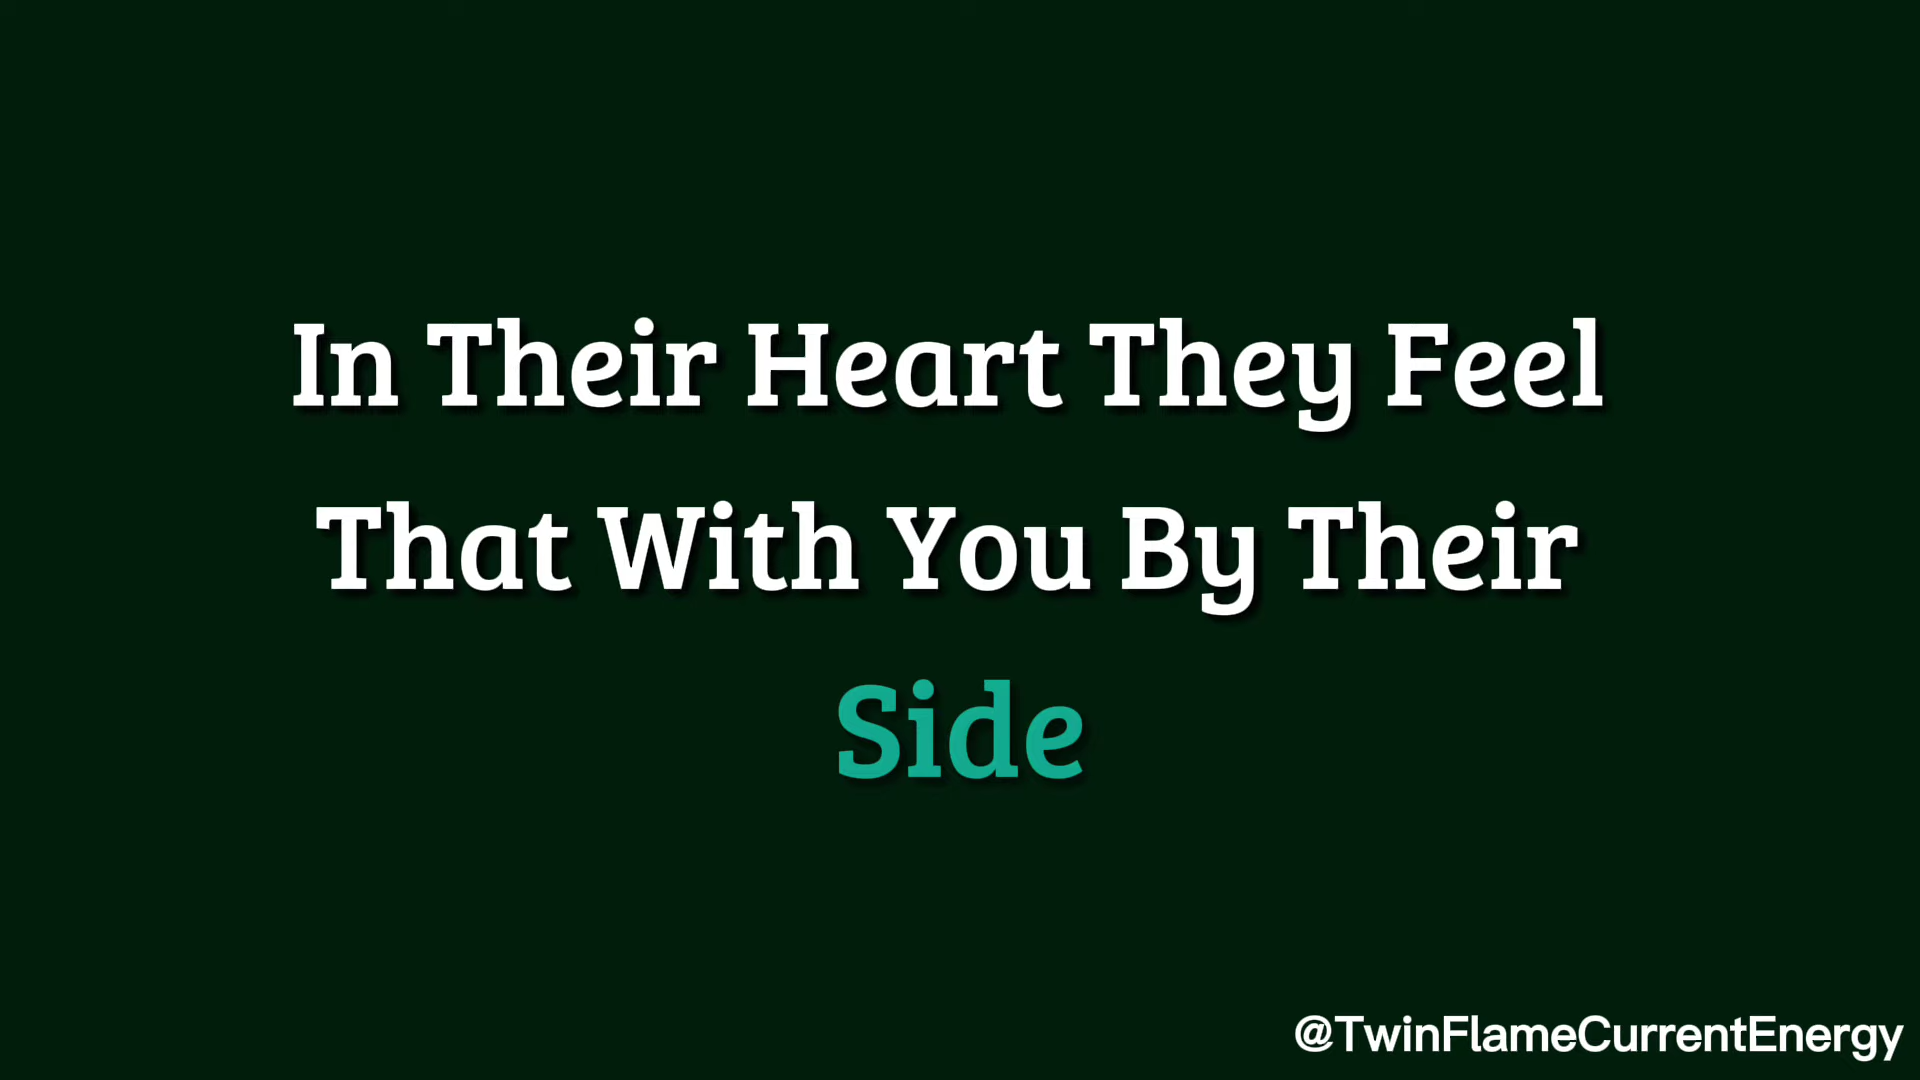 In Their Heart They Feel
That With You By Their
Side
@TwinFlameCurrentEnergy